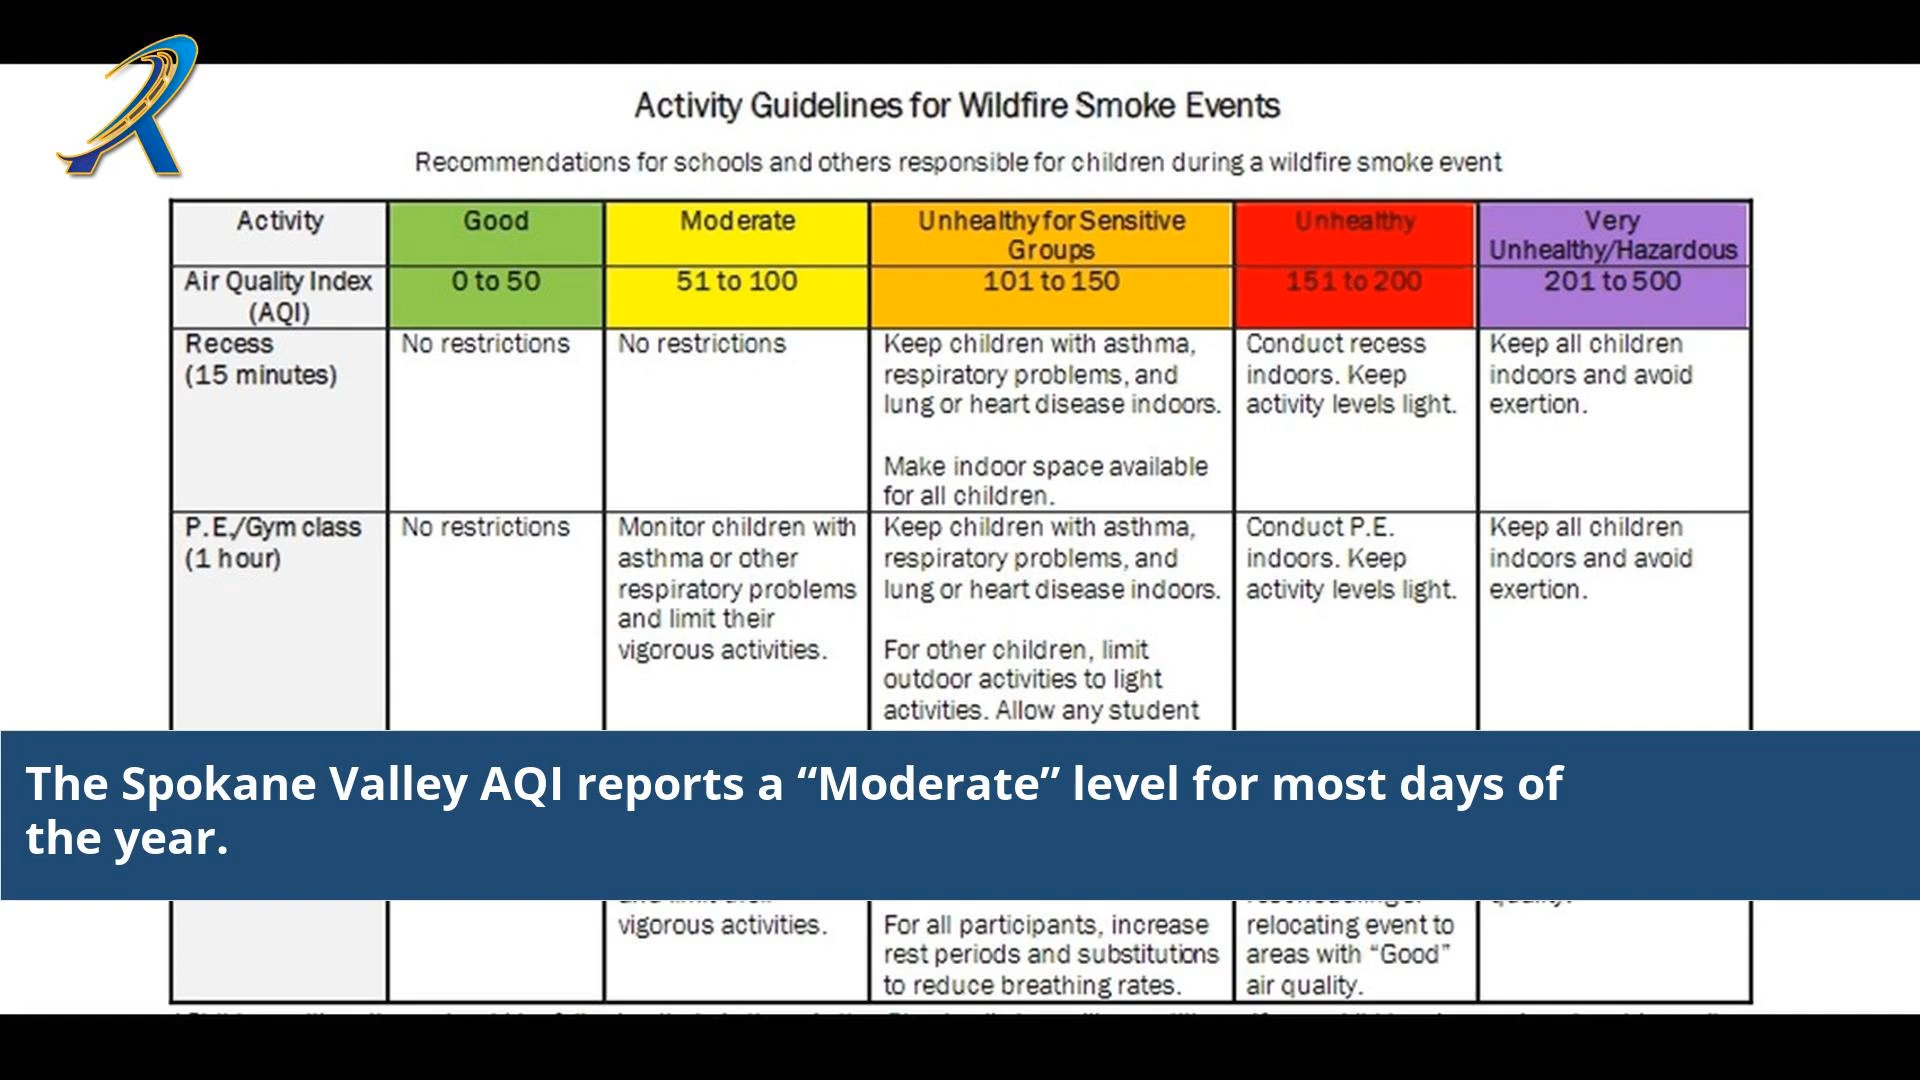 Activity Guidelines for Wildfire Smoke Events
Recommendations for schools and others responsible for children during a wildfire smoke event
Activity
Good
Moderate
Unhealthy for Sensitive
Groups
Unhealthy
Very
Unhealthy/Hazardous
Air Quality Index
(AQI)
0 to 50
51 to 100
101 to 150
151 to 200
201 to 500
Recess
(15 minutes)
No restrictions
No restrictions
Keep children with asthma,
respiratory problems, and
lung or heart disease indoors.
Make indoor space available
for all children.
Conduct recess
indoors. Keep
activity levels light.
Keep all children
indoors and avoid
exertion.
P.E./Gym class
(1 hour)
No restrictions
Monitor children with
asthma or other
respiratory problems
and limit their
vigorous activities.
Keep children with asthma,
respiratory problems, and
lung or heart disease indoors.
For other children, limit
outdoor activities to light
activities. Allow any student
Conduct P.E.
indoors. Keep
activity levels light.
Keep all children
indoors and avoid
exertion.
The Spokane Valley AQI reports a “Moderate” level for most days of
the year.
vigorous activities.
For all participants, increase
rest periods and substitutions
to reduce breathing rates.
relocating event to
areas with “Good”
air quality.